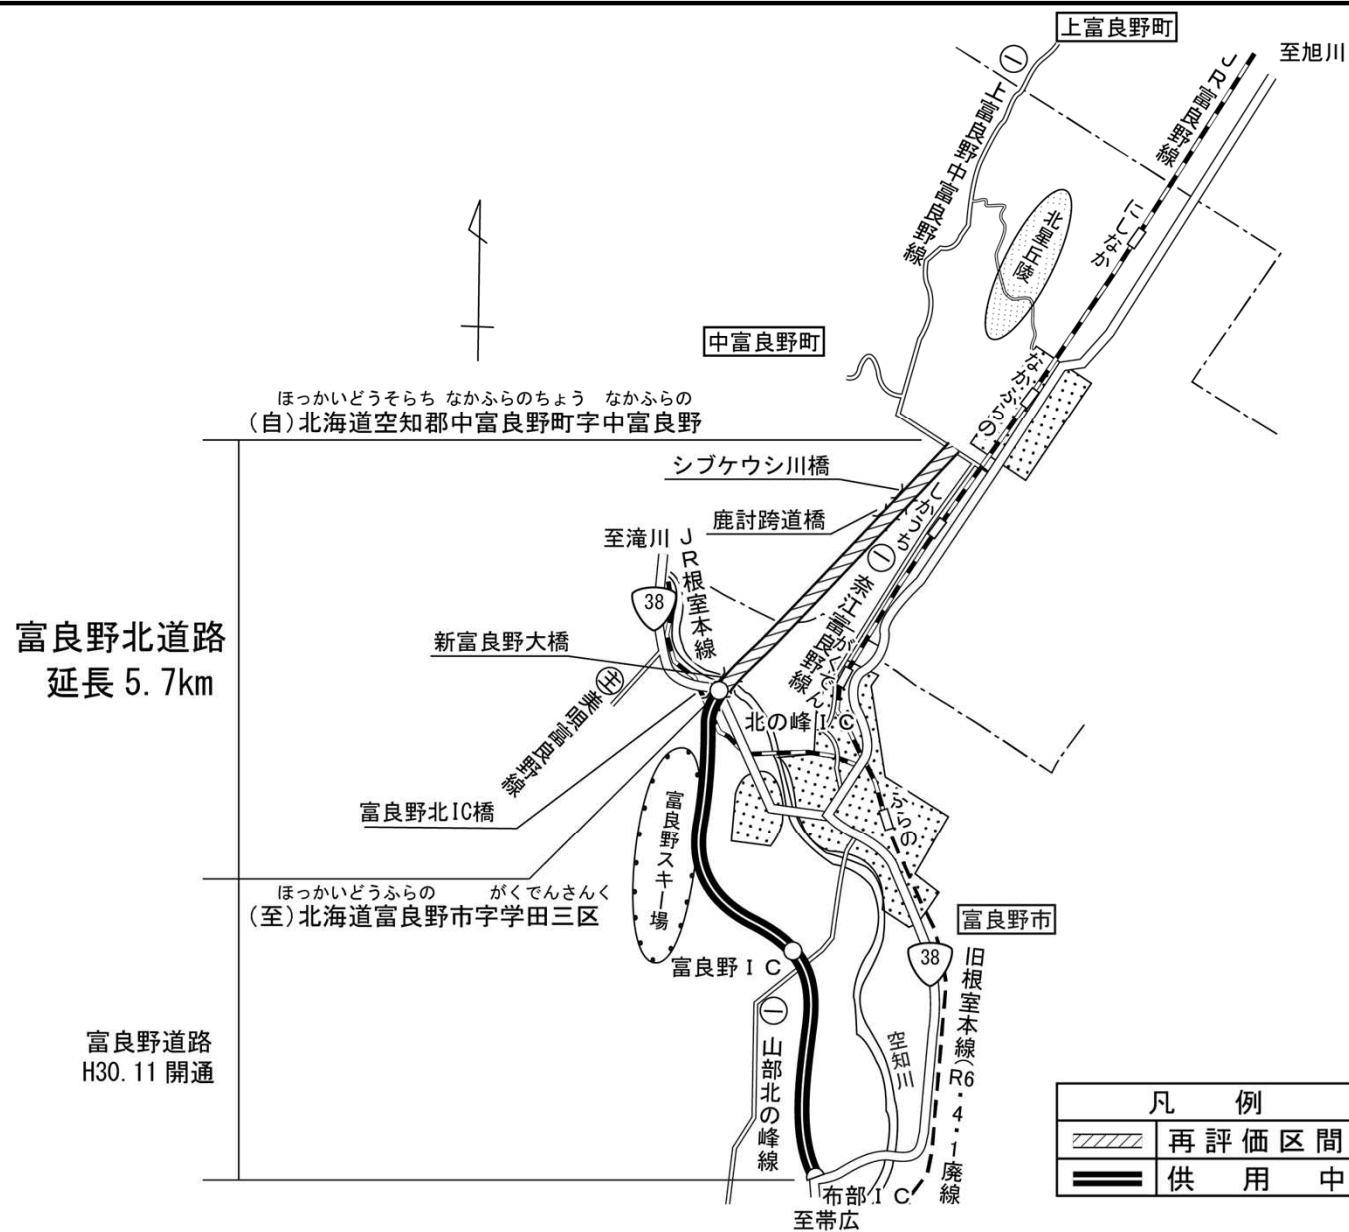 上富良野町
至旭川
JR富良野線
㊀上富良野中富良野線
にしなか
北星丘陵
中富良野町
なかふらの
ほっかいどうそらち なかふらのちょう なかふらの
(自)北海道空知郡中富良野町字中富良野
シブケウシ川橋
しかうち
鹿討跨道橋
至滝川
JR根室本線
38
㊀奈江富良野線
がくでん
富良野北道路
延長 5.7km
新富良野大橋
㊤美唄富良野線
北の峰IC
富良野北IC橋
富良野スキー場
ふらの
ほっかいどうふらの がくでんさんく
(至)北海道富良野市字学田三区
富良野市
富良野IC
38
旧根室本線(R6・4・1廃線
㊀山部北の峰線
空知川
富良野道路
H30.11開通
布部IC
至帯広
凡例
再評価区間
供用中